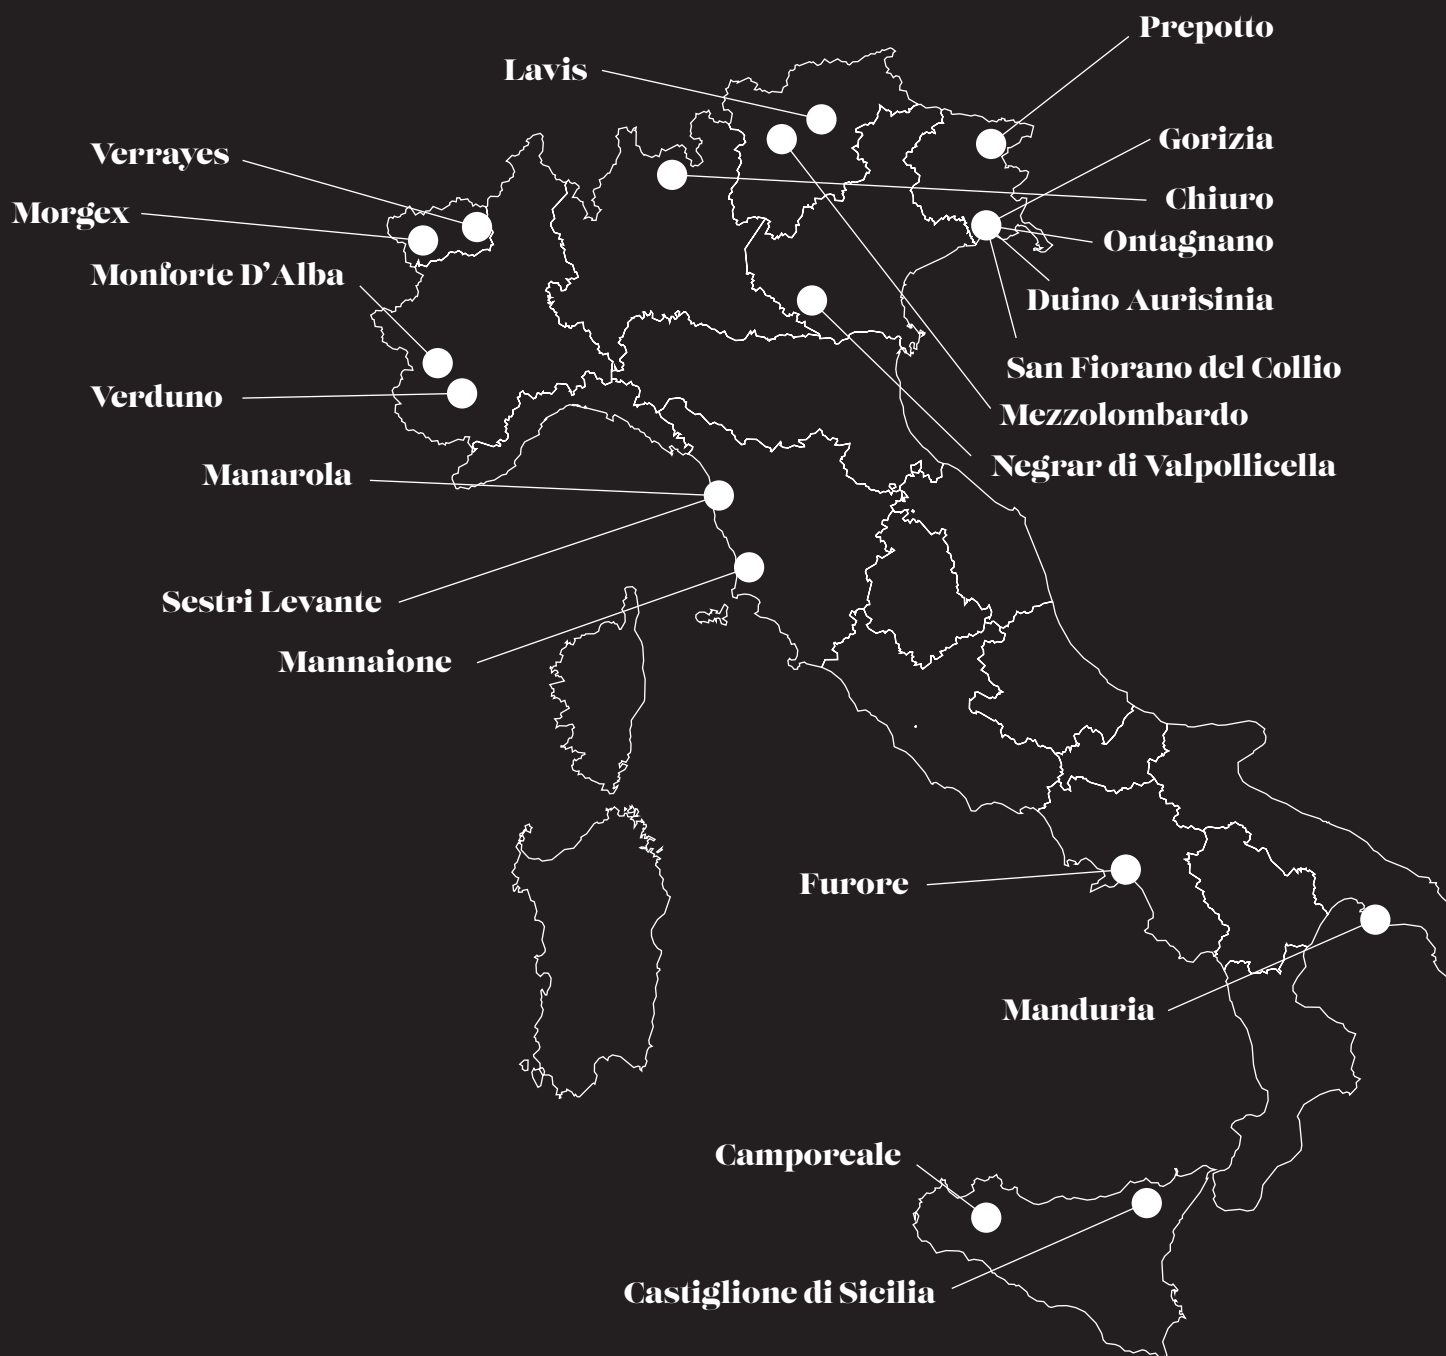 Prepotto
Lavis
Gorizia
Verrayes
Chiuro
Morgex
Ontagnano
Monforte D’Alba
Duino Aurisinia
San Fiorano del Collio
Verduno
Mezzolombardo
Negrar di Valpollicella
Manarola
Sestri Levante
Mannaione
Furore
Manduria
Camporeale
Castiglione di Sicilia